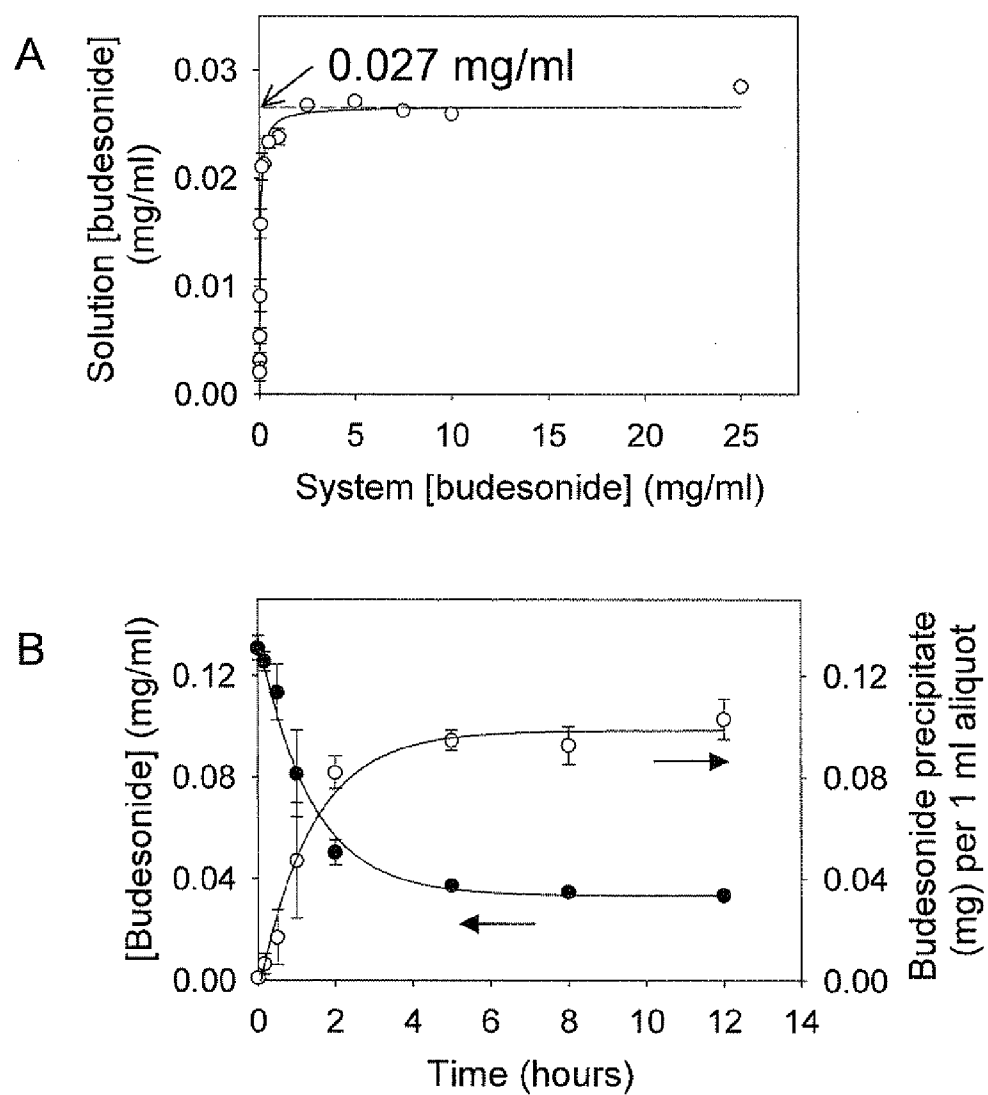 A
0.027 mg/ml
0.03
0.02
0.01
0.00
Solution [budesonide]
(mg/ml)
0 5 10 15 20 25
System [budesonide] (mg/ml)
B
0.12
0.08
0.04
0.00
[Budesonide] (mg/ml)
0.12
0.08
0.04
0.00
Budesonide precipitate
(mg) per 1 ml aliquot
0 2 4 6 8 10 12 14
Time (hours)